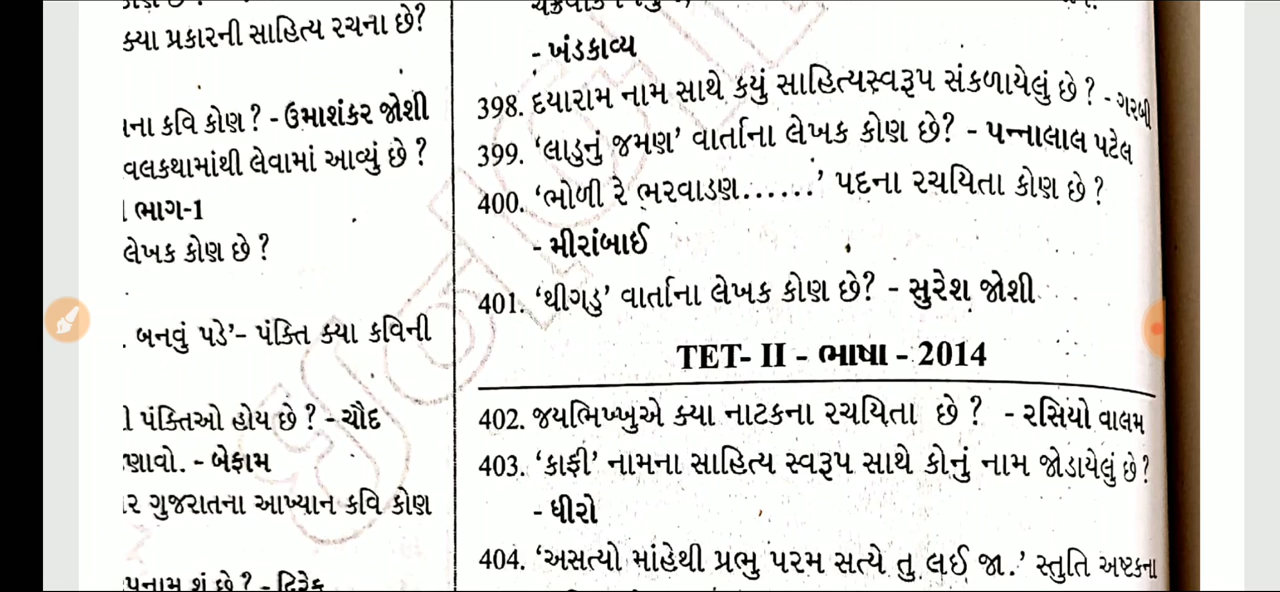 ક્યા પ્રકારની સાહિત્ય રચના છે?
ના કવિ કોણ ? - ઉમાશંકર જોશી
વલકથામાંથી લેવામાં આવ્યું છે ?
ભાગ-1
લેખક કોણ છે ?
. બનવું પડે'- પંક્તિ ક્યા કવિની
પંક્તિઓ હોય છે ? - ચૌદ
ણાવો. - બેફામ
ર ગુજરાતના આખ્યાન કવિ કોણ
પનામ શું છે ? - દ્વિરેફ
- ખંડકાવ્ય
398. દયારામ નામ સાથે કયું સાહિત્યસ્વરૂપ સંકળાયેલું છે ? - ગરબી
399. 'લાડુનું જમણ' વાર્તાના લેખક કોણ છે? - પન્નાલાલ પટેલ
400. 'ભોળી રે ભરવાડણ......' પદના રચયિતા કોણ છે ?
- મીરાંબાઈ
401. 'થીગડુ' વાર્તાના લેખક કોણ છે? - સુરેશ જોશી
TET- II - ભાષા - 2014
402. જયભિખ્ખુએ ક્યા નાટકના રચયિતા છે ? - રસિયો વાલમ
403. 'કાફી' નામના સાહિત્ય સ્વરૂપ સાથે કોનું નામ જોડાયેલું છે?
- ધીરો
404. 'અસત્યો માંહેથી પ્રભુ પરમ સત્યે તુ લઈ જા.' સ્તુતિ અષ્ટકના